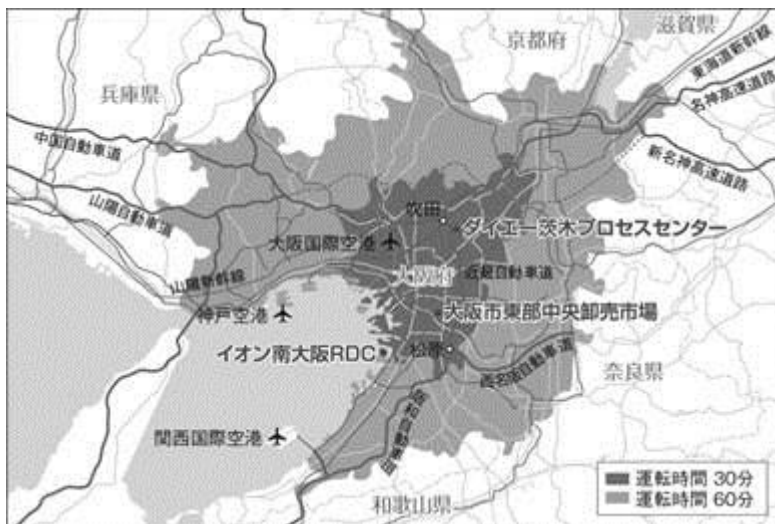 滋賀県
京都府
東海道新幹線
兵庫県
名神高速道路
中国自動車道
新名神高速道路
山陽自動車道
吹田
ダイエー茨木プロセスセンター
大阪国際空港
大阪府
近畿自動車道
山陽新幹線
神戸空港
大阪市東部中央卸売市場
イオン南大阪RDC
松原
西名阪自動車道
奈良県
阪和自動車道
関西国際空港
和歌山県
運転時間 30分
運転時間 60分